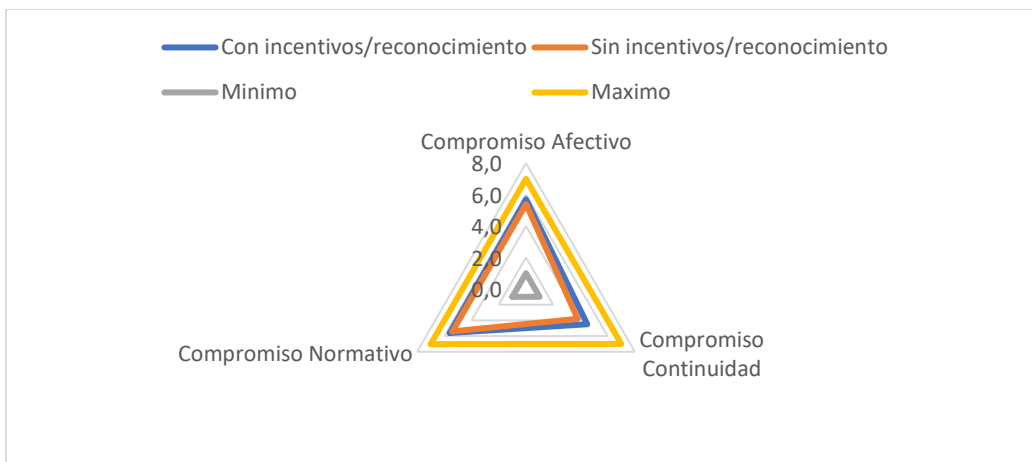 Con incentivos/reconocimiento Sin incentivos/reconocimiento
Minimo Maximo
Compromiso Afectivo
8,0
6,0
4,0
2,0
0,0
Compromiso Normativo
Compromiso
Continuidad